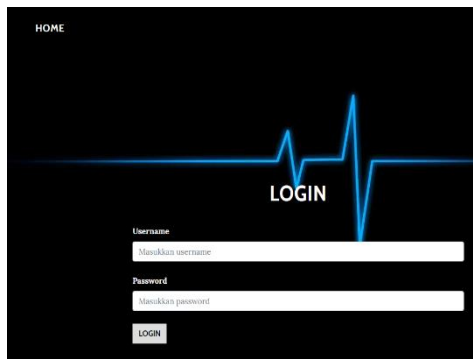 HOME
LOGIN
Username
Masukkan username
Password
Masukkan password
LOGIN